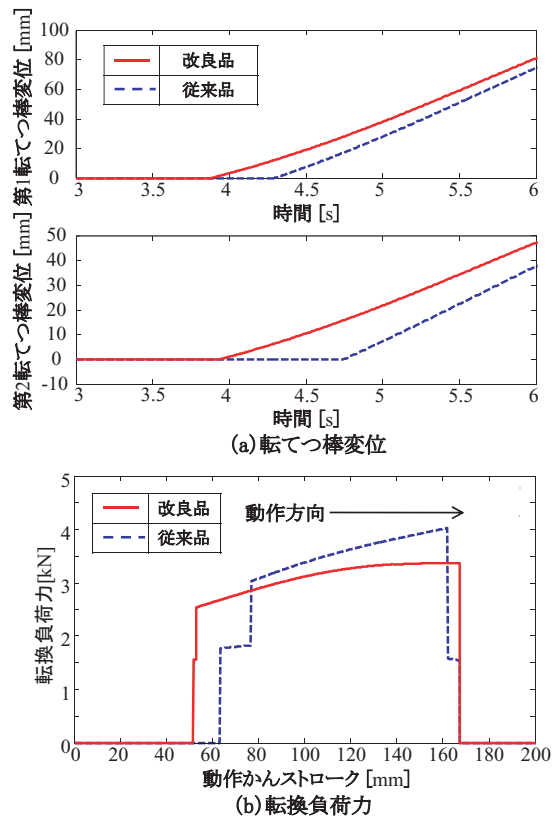 第1転てつ棒変位 [mm]
100
80
60
40
20
0
改良品
従来品
3 3.5 4 4.5 5 5.5 6
時間 [s]
第2転てつ棒変位 [mm]
50
40
30
20
10
0
-10
3 3.5 4 4.5 5 5.5 6
時間 [s]
(a)転てつ棒変位
転換負荷力[kN]
5
4
3
2
1
0
改良品
従来品
動作方向
0 20 40 60 80 100 120 140 160 180 200
動作かんストローク [mm]
(b)転換負荷力